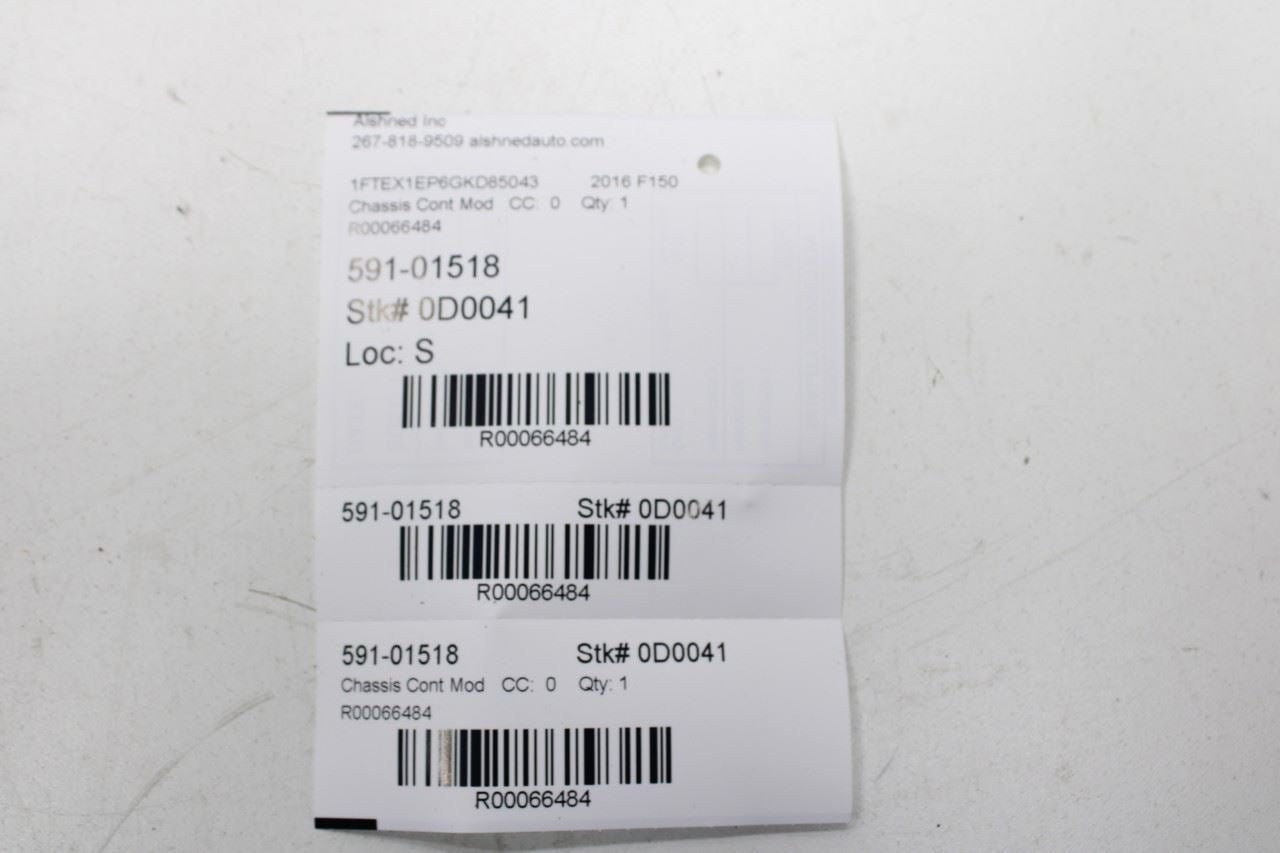 Alshned Inc
267-818-9509 alshnedauto.com
1FTEX1EP6GKD85043 2016 F150
Chassis Cont Mod CC: 0 Qty: 1
R00066484
591-01518
Stk# 0D0041
Loc: S
R00066484
591-01518 Stk# 0D0041
R00066484
591-01518 Stk# 0D0041
Chassis Cont Mod CC: 0 Qty: 1
R00066484
R00066484